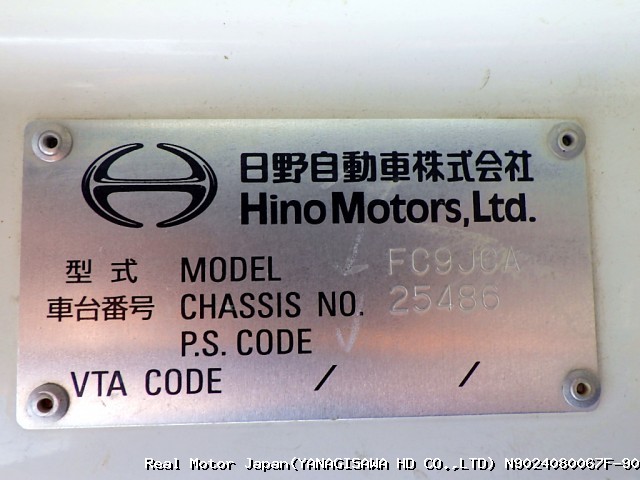 日野自動車株式会社
Hino Motors, Ltd.
型式 MODEL FC9JCA
車台番号 CHASSIS NO. 25486
P.S. CODE
VTA CODE / /
Real Motor Japan(YANAGISAWA HD CO.,LTD) N9024080067F-90